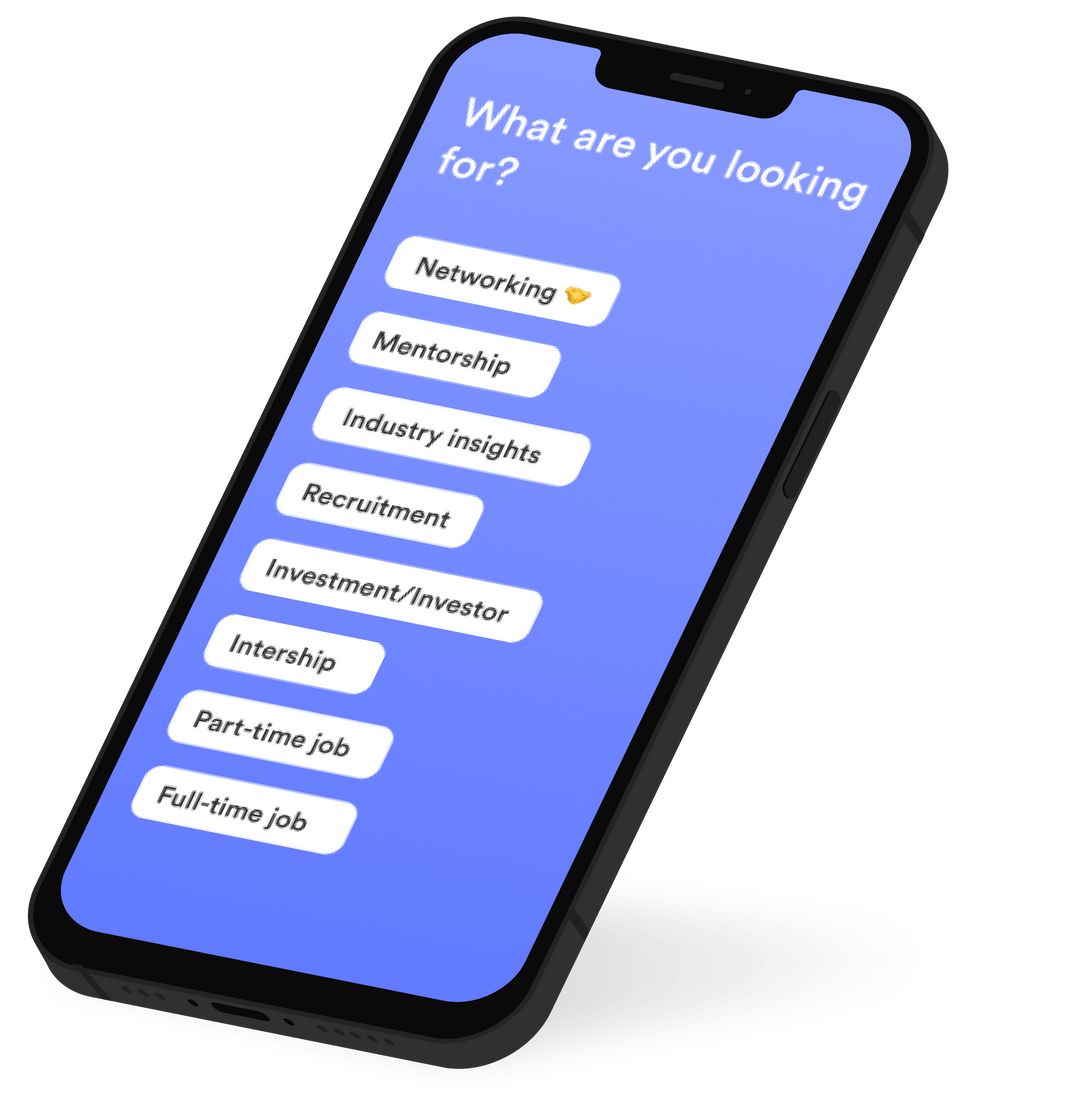 What are you looking
for?
Networking 🤝
Mentorship
Industry insights
Recruitment
Investment/Investor
Intership
Part-time job
Full-time job